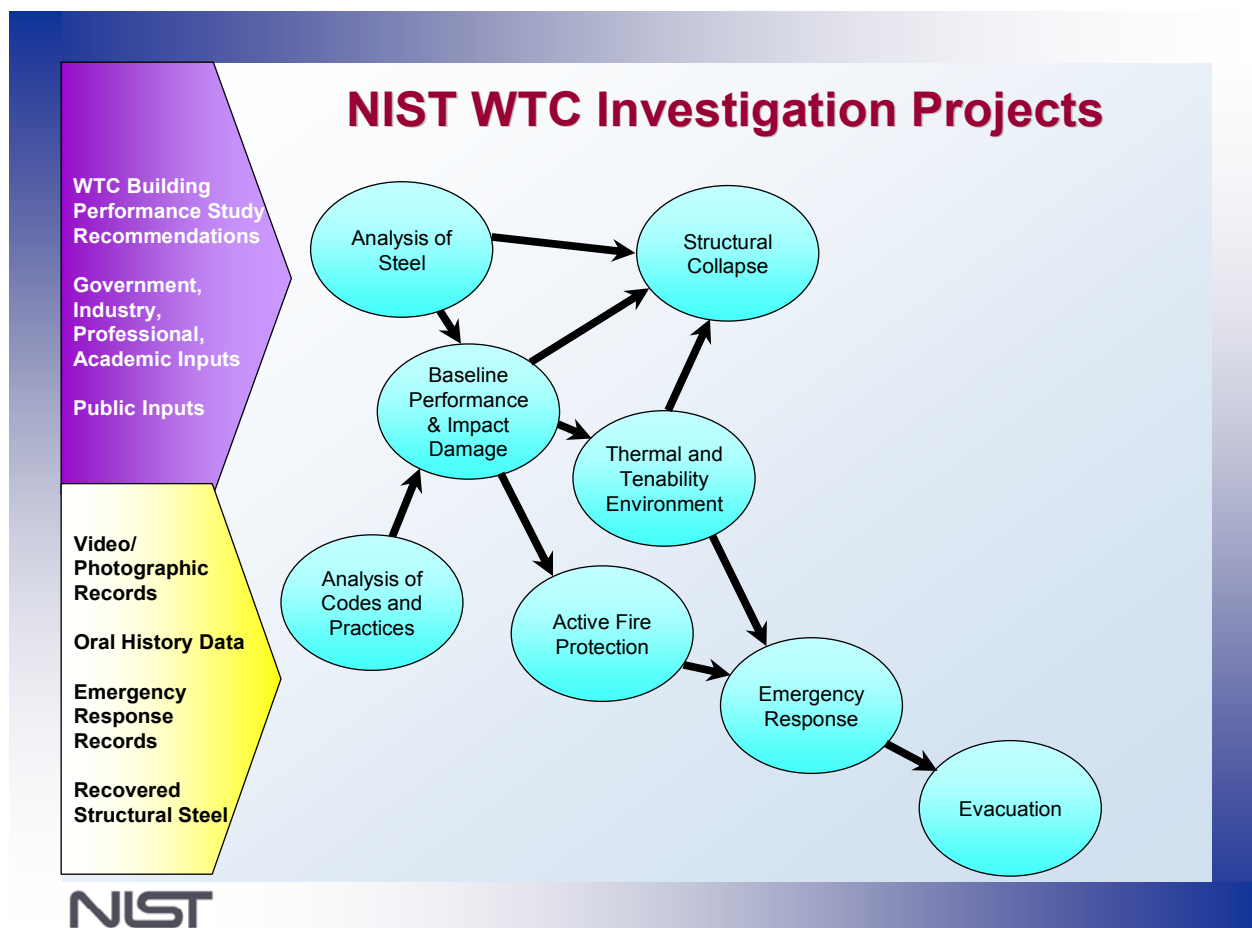 NIST WTC Investigation Projects
WTC Building
Performance Study
Recommendations
Government,
Industry,
Professional,
Academic Inputs
Public Inputs
Video/
Photographic
Records
Oral History Data
Emergency
Response
Records
Recovered
Structural Steel
Analysis of
Steel
Structural
Collapse
Baseline
Performance
& Impact
Damage
Thermal and
Tenability
Environment
Analysis of
Codes and
Practices
Active Fire
Protection
Emergency
Response
Evacuation
NIST